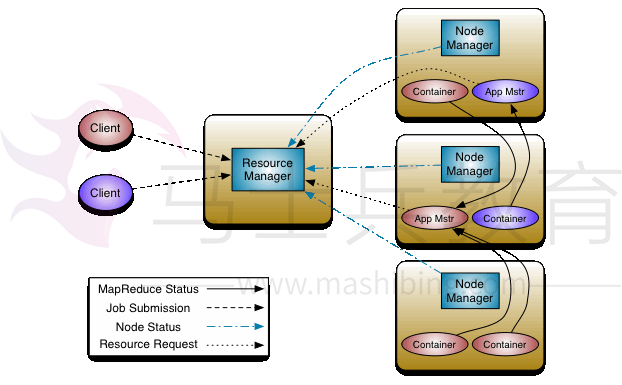 Node
Manager
Container
App Mstr
Client
Client
Resource
Manager
Node
Manager
App Mstr
Container
马士兵教育
www.mashibing.com
Node
Manager
Container
Container
MapReduce Status
Job Submission
Node Status
Resource Request